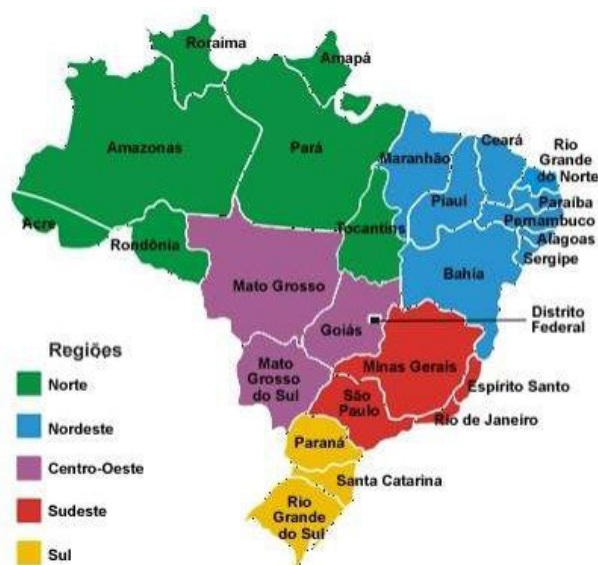 Roraima
Amapá
Amazonas
Pará
Maranhão
Ceará
Rio
Grande
do Norte
Piauí
Paraíba
Pernambuco
Acre
Rondônia
Tocantins
Alagoas
Sergipe
Bahia
Mato Grosso
Goiás
Distrito
Federal
Mato
Grosso
do Sul
Minas Gerais
São
Paulo
Espírito Santo
Rio de Janeiro
Paraná
Santa Catarina
Rio
Grande
do Sul
Regiões
Norte
Nordeste
Centro-Oeste
Sudeste
Sul